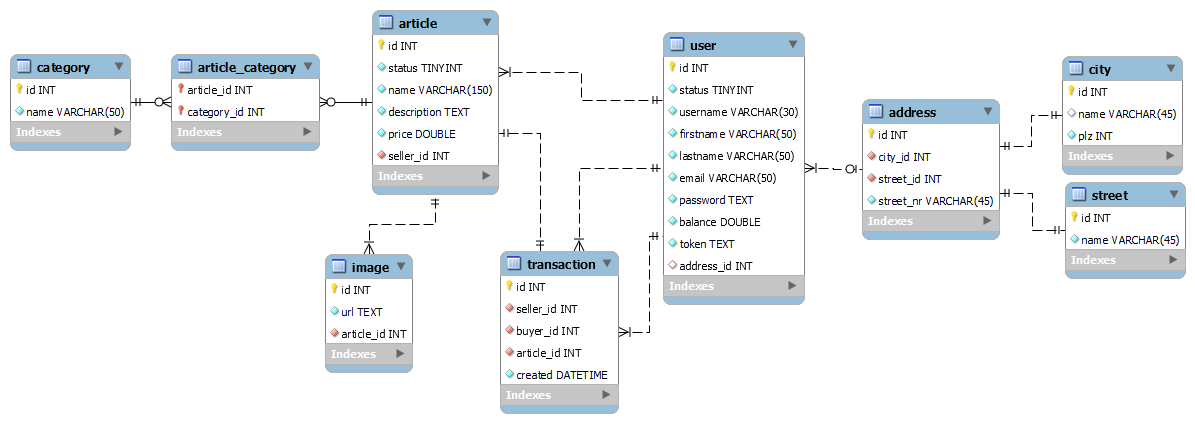 category
id INT
name VARCHAR(50)
Indexes
article_category
article_id INT
category_id INT
Indexes
article
id INT
status TINYINT
name VARCHAR(150)
description TEXT
price DOUBLE
seller_id INT
Indexes
image
id INT
url TEXT
article_id INT
Indexes
transaction
id INT
seller_id INT
buyer_id INT
article_id INT
created DATETIME
Indexes
user
id INT
status TINYINT
username VARCHAR(30)
firstname VARCHAR(50)
lastname VARCHAR(50)
email VARCHAR(50)
password TEXT
balance DOUBLE
token TEXT
address_id INT
Indexes
address
id INT
city_id INT
street_id INT
street_nr VARCHAR(45)
Indexes
city
id INT
name VARCHAR(45)
plz INT
Indexes
street
id INT
name VARCHAR(45)
Indexes